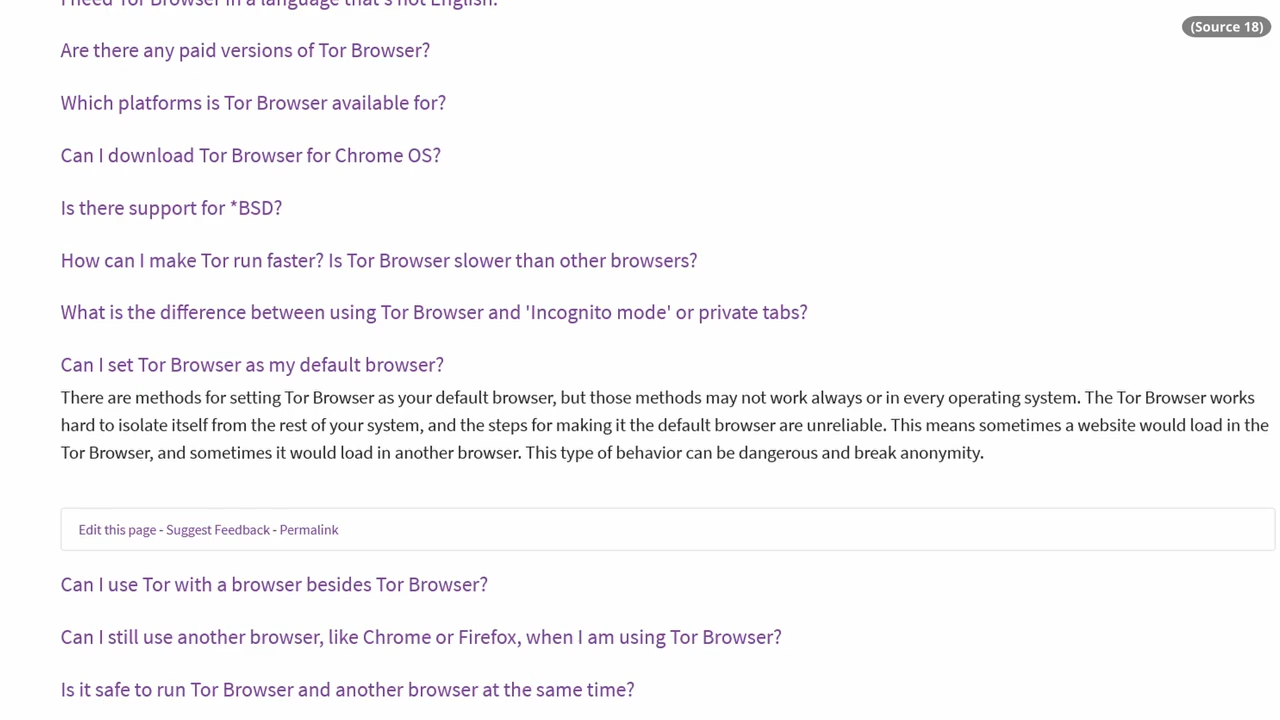 I need Tor Browser in a language that's not English.
(Source 18)
Are there any paid versions of Tor Browser?
Which platforms is Tor Browser available for?
Can I download Tor Browser for Chrome OS?
Is there support for *BSD?
How can I make Tor run faster? Is Tor Browser slower than other browsers?
What is the difference between using Tor Browser and 'Incognito mode' or private tabs?
Can I set Tor Browser as my default browser?
There are methods for setting Tor Browser as your default browser, but those methods may not work always or in every operating system. The Tor Browser works
hard to isolate itself from the rest of your system, and the steps for making it the default browser are unreliable. This means sometimes a website would load in the
Tor Browser, and sometimes it would load in another browser. This type of behavior can be dangerous and break anonymity.
Edit this page - Suggest Feedback - Permalink
Can I use Tor with a browser besides Tor Browser?
Can I still use another browser, like Chrome or Firefox, when I am using Tor Browser?
Is it safe to run Tor Browser and another browser at the same time?